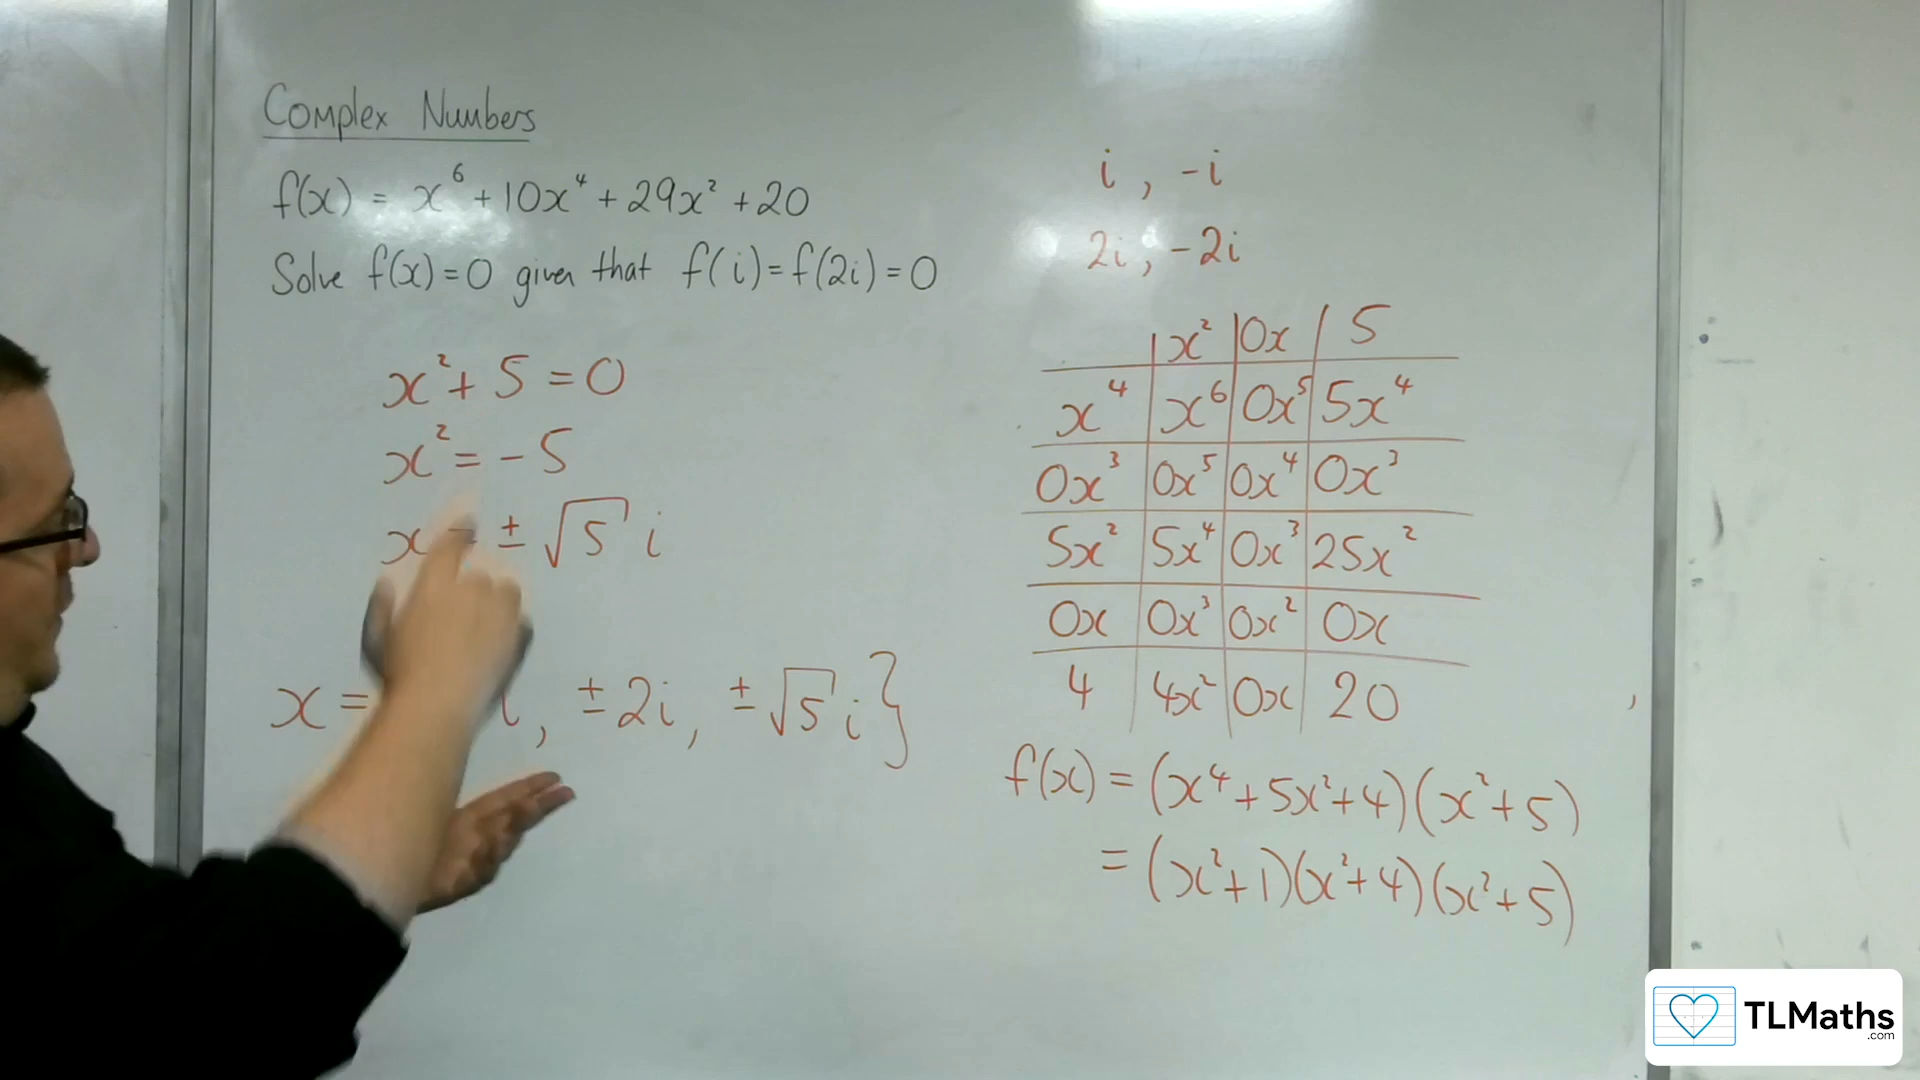 Complex Numbers
f(x) = x⁶ + 10x⁴ + 29x² + 20
Solve f(x)=0 given that f(i)=f(2i)=0
x² + 5 = 0
x² = -5
x = ± √5 i
x = i, ±2i, ±√5 i}
i, -i
2i, -2i
x² | 0x | 5
x⁴ | x⁶ | 0x⁵ | 5x⁴
0x³ | 0x⁵ | 0x⁴ | 0x³
5x² | 5x⁴ | 0x³ | 25x²
0x | 0x³ | 0x² | 0x
4 | 4x² | 0x | 20
f(x) = (x⁴ + 5x² + 4)(x² + 5)
= (x² + 1)(x² + 4)(x² + 5)
TLMaths
.com